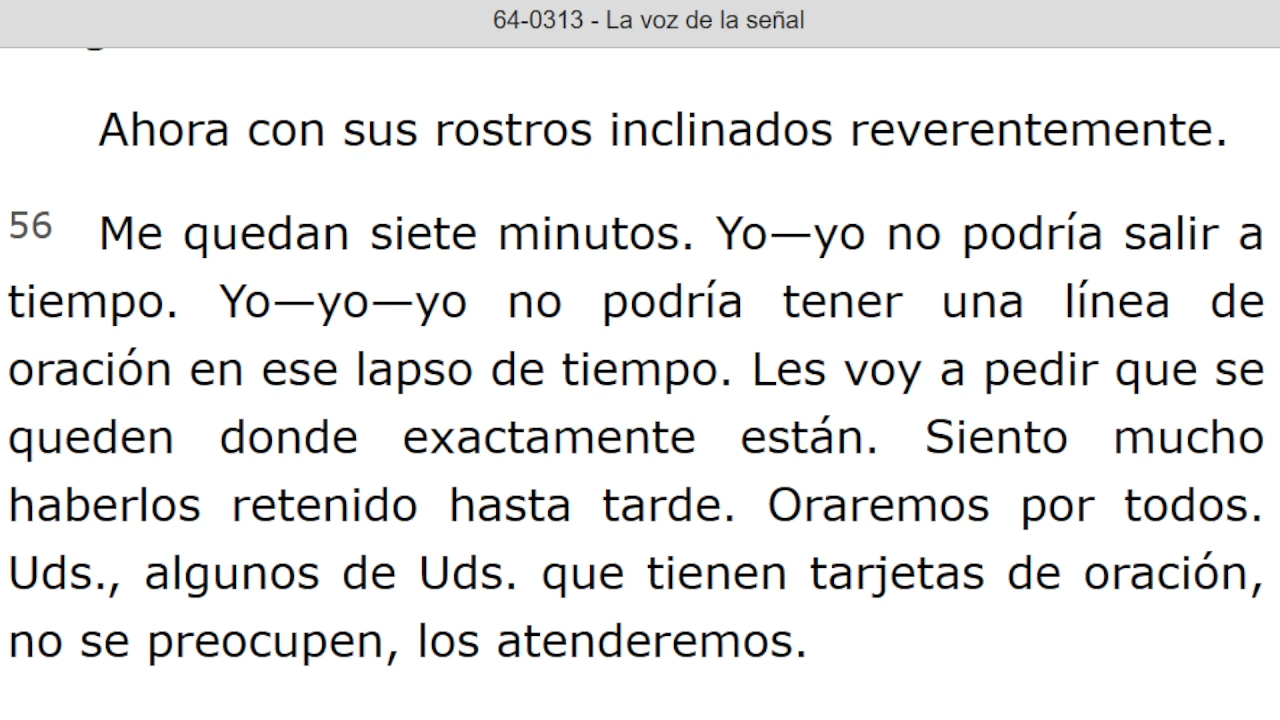 64-0313 - La voz de la señal
Ahora con sus rostros inclinados reverentemente.
56 Me quedan siete minutos. Yo—yo no podría salir a
tiempo. Yo—yo—yo no podría tener una línea de
oración en ese lapso de tiempo. Les voy a pedir que se
queden donde exactamente están. Siento mucho
haberlos retenido hasta tarde. Oraremos por todos.
Uds., algunos de Uds. que tienen tarjetas de oración,
no se preocupen, los atenderemos.